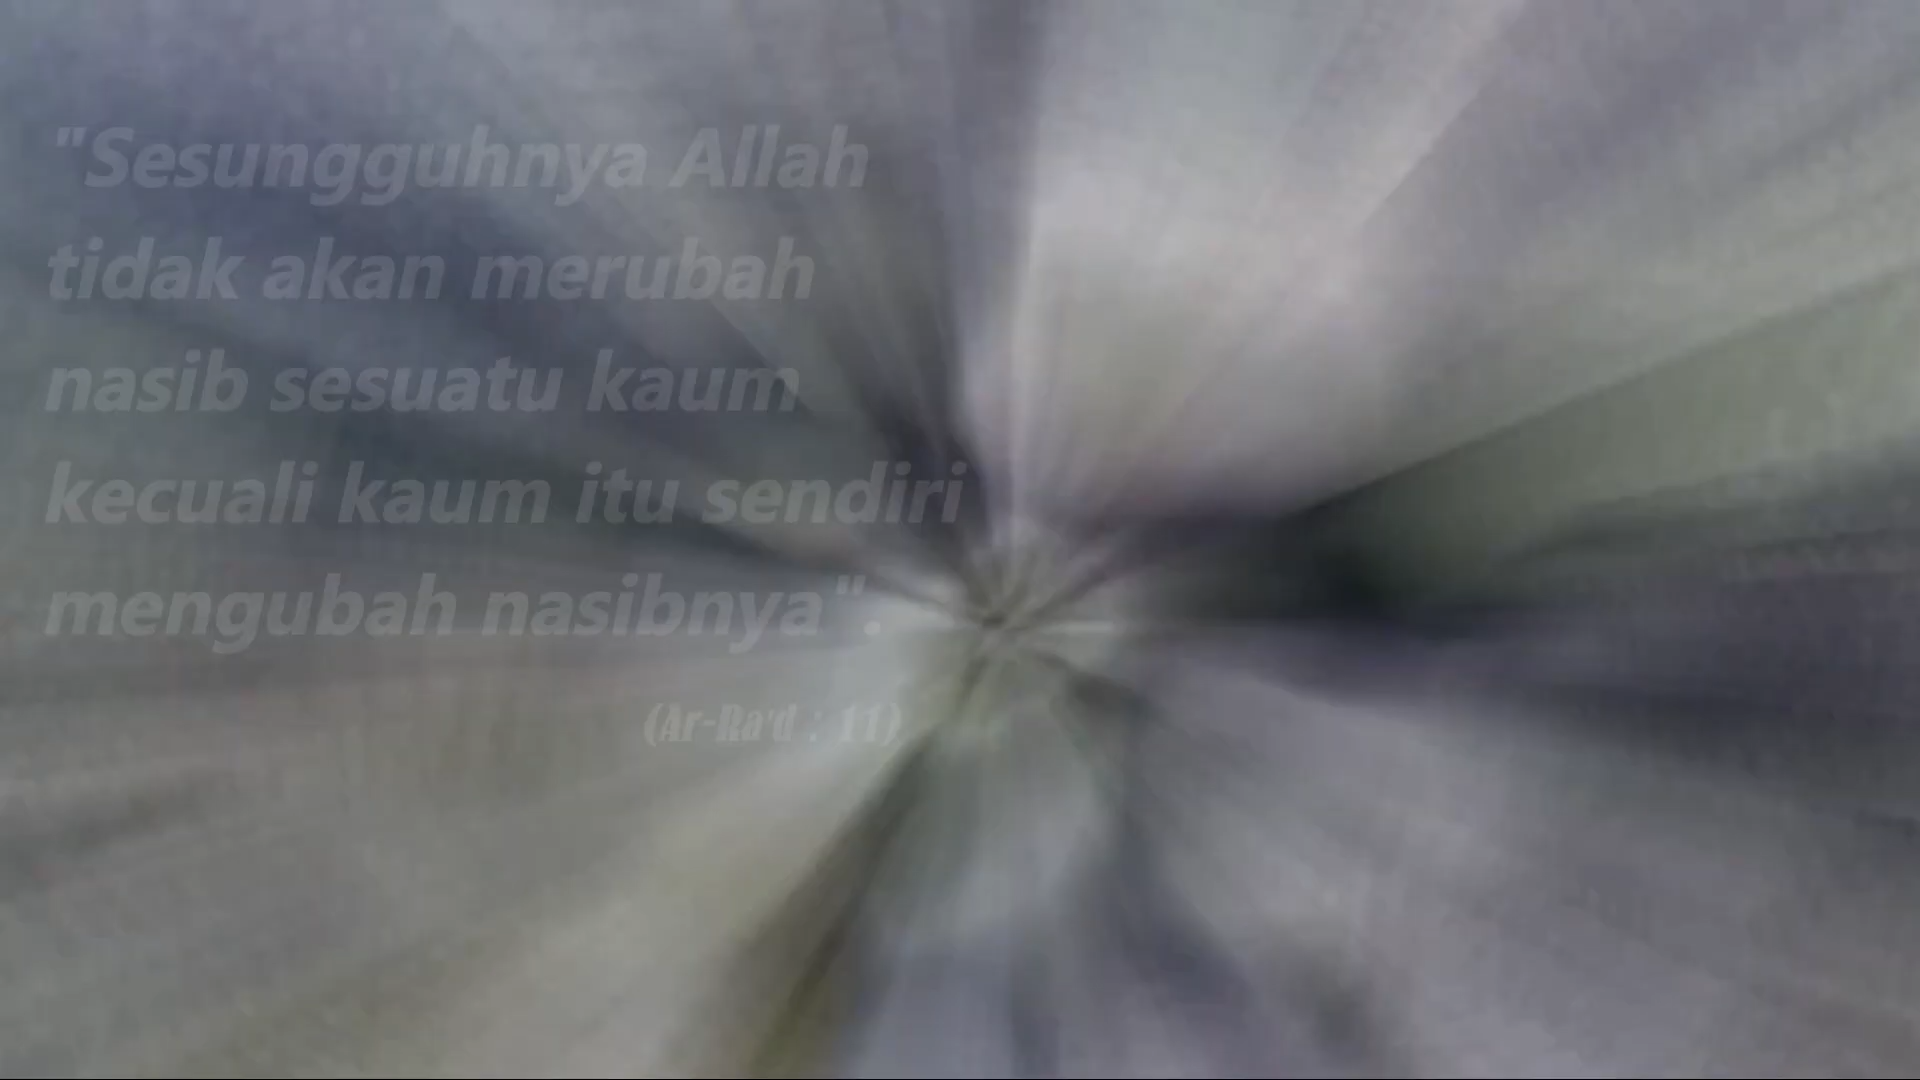 "Sesungguhnya Allah
tidak akan merubah
nasib sesuatu kaum
kecuali kaum itu sendiri
mengubah nasibnya".
(Ar-Ra'd : 11)